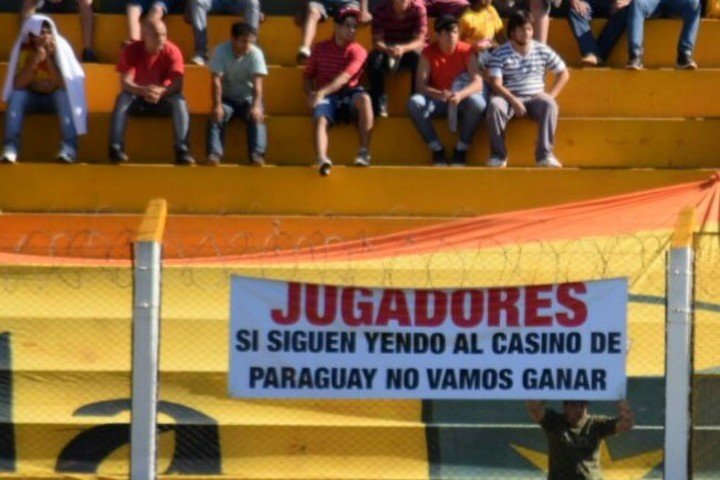 JUGADORES
SI SIGUEN YENDO AL CASINO DE
PARAGUAY NO VAMOS GANAR